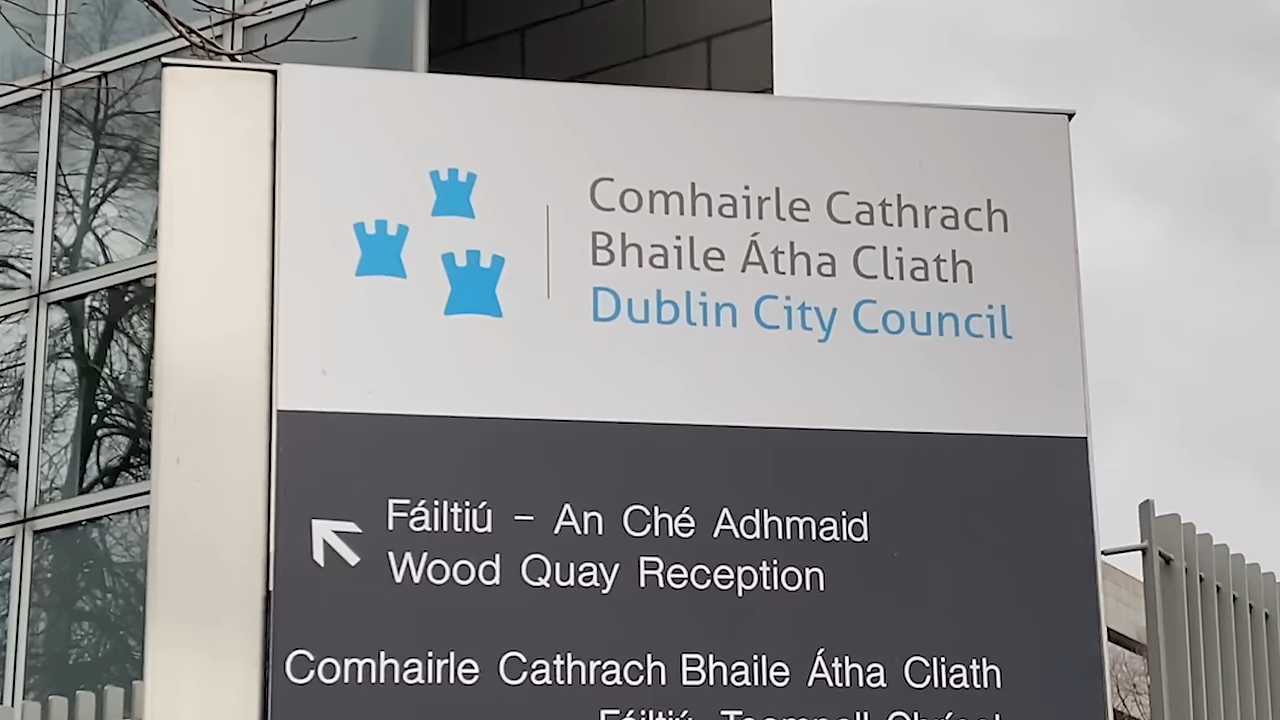 Comhairle Cathrach
Bhaile Átha Cliath
Dublin City Council
Fáiltiú – An Ché Adhmaid
Wood Quay Reception
Comhairle Cathrach Bhaile Átha Cliath
Fáiltiú